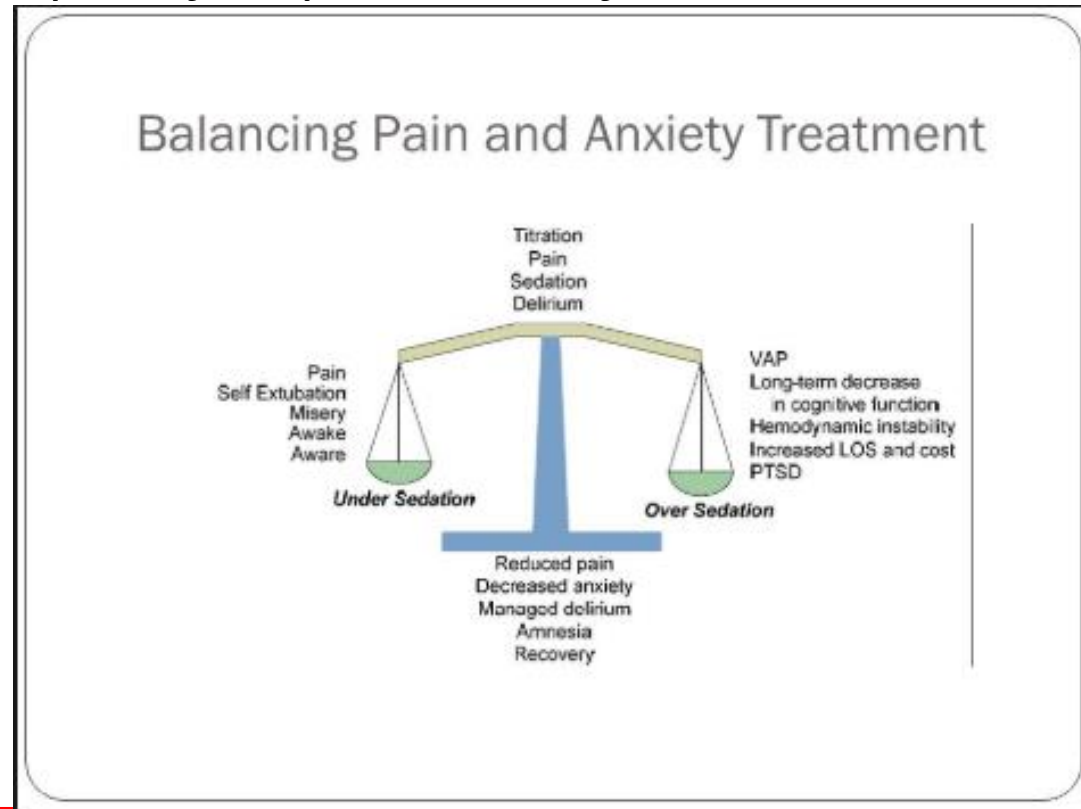 Balancing Pain and Anxiety Treatment
Titration
Pain
Sedation
Delirium
Pain
Self Extubation
Misery
Awake
Aware
Under Sedation
VAP
Long-term decrease
in cognitive function
Hemodynamic instability
Increased LOS and cost
PTSD
Over Sedation
Reduced pain
Decreased anxiety
Managed delirium
Amnesia
Recovery